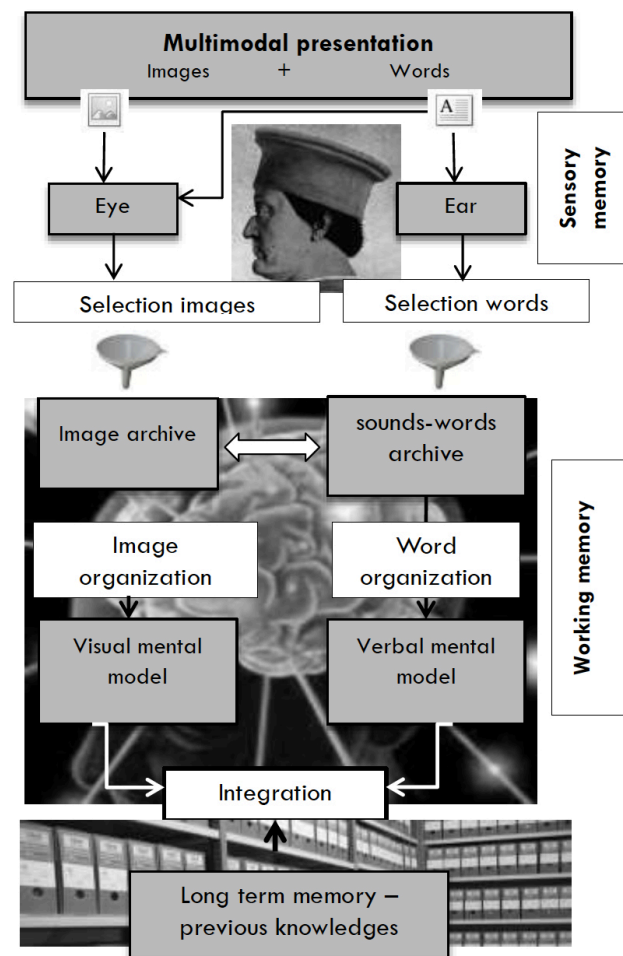 Multimodal presentation
Images + Words
A
Eye
Ear
Sensory
memory
Selection images
Selection words
Image archive
sounds-words
archive
Image
organization
Word
organization
Working memory
Visual mental
model
Verbal mental
model
Integration
Long term memory –
previous knowledges